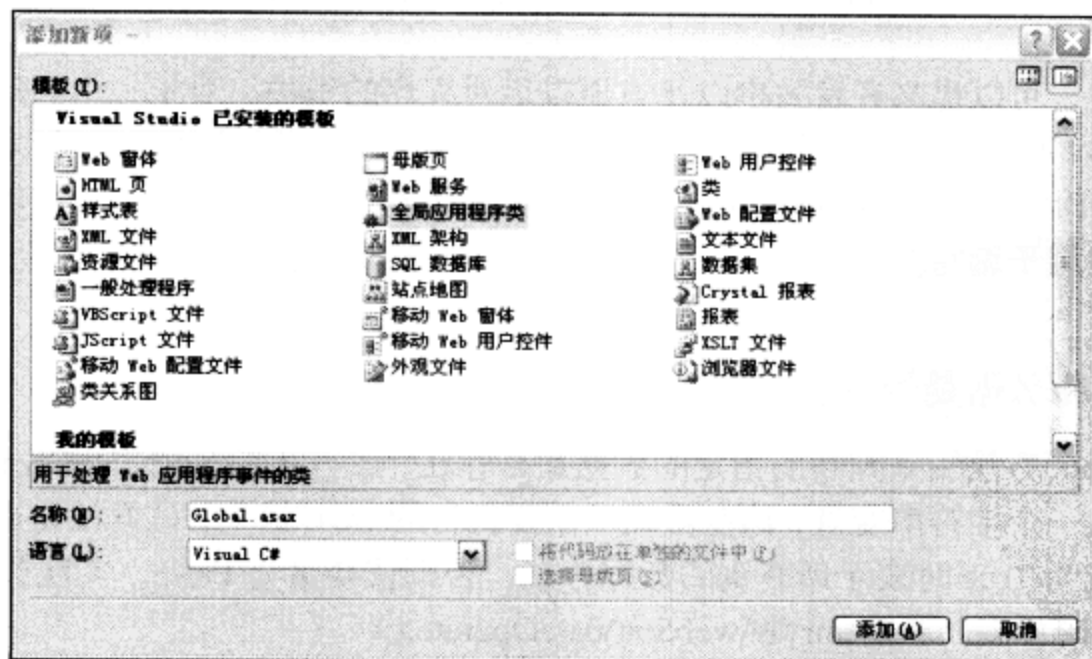 添加新项 -
模板(T):
Visual Studio 已安装的模板
Web 窗体
母版页
Web 用户控件
HTML 页
Web 服务
类
样式表
全局应用程序类
Web 配置文件
XML 文件
XML 架构
文本文件
资源文件
SQL 数据库
数据集
一般处理程序
站点地图
Crystal 报表
VBScript 文件
移动 Web 窗体
报表
JScript 文件
移动 Web 用户控件
XSLT 文件
移动 Web 配置文件
外观文件
浏览器文件
类关系图
我的模板
用于处理 Web 应用程序事件的类
名称(N):
Global.asax
语言(L):
Visual C#
将代码放在单独的文件中(P)
选择母版页(S)
添加(A)
取消